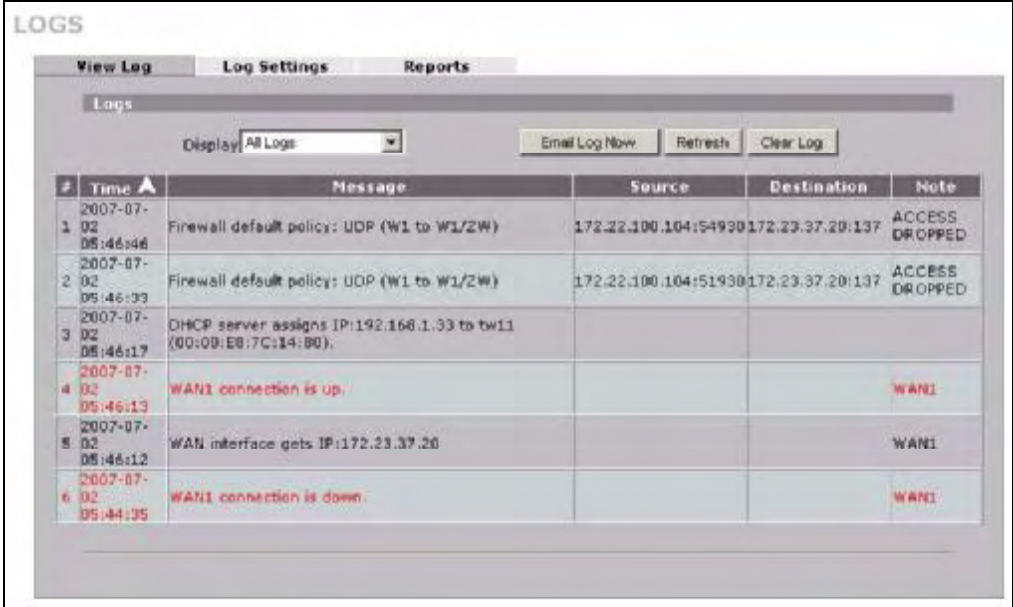 LOGS
View Log Log Settings Reports
Logs
Display All Logs Email Log Now Refresh Clear Log
# Time Message Source Destination Note
1 2007-07-02 05:46:46 Firewall default policy: UDP (W1 to W1/ZW) 172.22.100.104:54930 172.23.37.20:137 ACCESS DROPPED
2 2007-07-02 05:46:33 Firewall default policy: UDP (W1 to W1/ZW) 172.22.100.104:51930 172.23.37.20:137 ACCESS DROPPED
3 2007-07-02 05:46:17 DHCP server assigns IP:192.168.1.33 to tw11 (00:00:E8:7C:14:80).
4 2007-07-02 05:46:13 WAN1 connection is up. WAN1
5 2007-07-02 05:46:12 WAN interface gets IP:172.23.37.20 WAN1
6 2007-07-02 05:44:35 WAN1 connection is down. WAN1